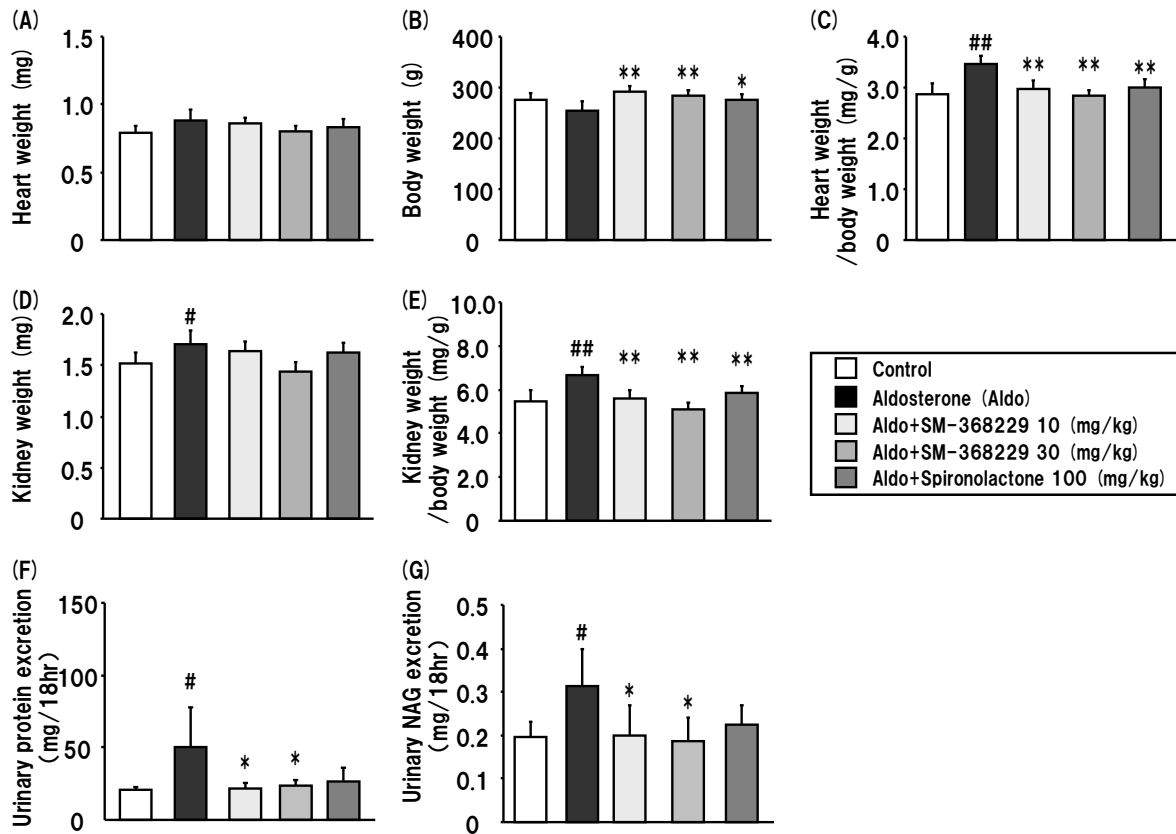 (A)
Heart weight (mg)
1.5
1.0
0.5
0
(B)
Body weight (g)
400
300
200
100
0
**
**
*
(C)
Heart weight
/body weight (mg/g)
4.0
3.0
2.0
1.0
0
##
**
**
**
(D)
Kidney weight (mg)
2.0
1.5
1.0
0.5
0
#
(E)
Kidney weight
/body weight (mg/g)
10.0
8.0
6.0
4.0
2.0
0
##
**
**
**
Control
Aldosterone (Aldo)
Aldo+SM-368229 10 (mg/kg)
Aldo+SM-368229 30 (mg/kg)
Aldo+Spironolactone 100 (mg/kg)
(F)
Urinary protein excretion
(mg/18hr)
150
100
50
0
#
*
*
(G)
Urinary NAG excretion
(mg/18hr)
0.5
0.4
0.3
0.2
0.1
0
#
*
*